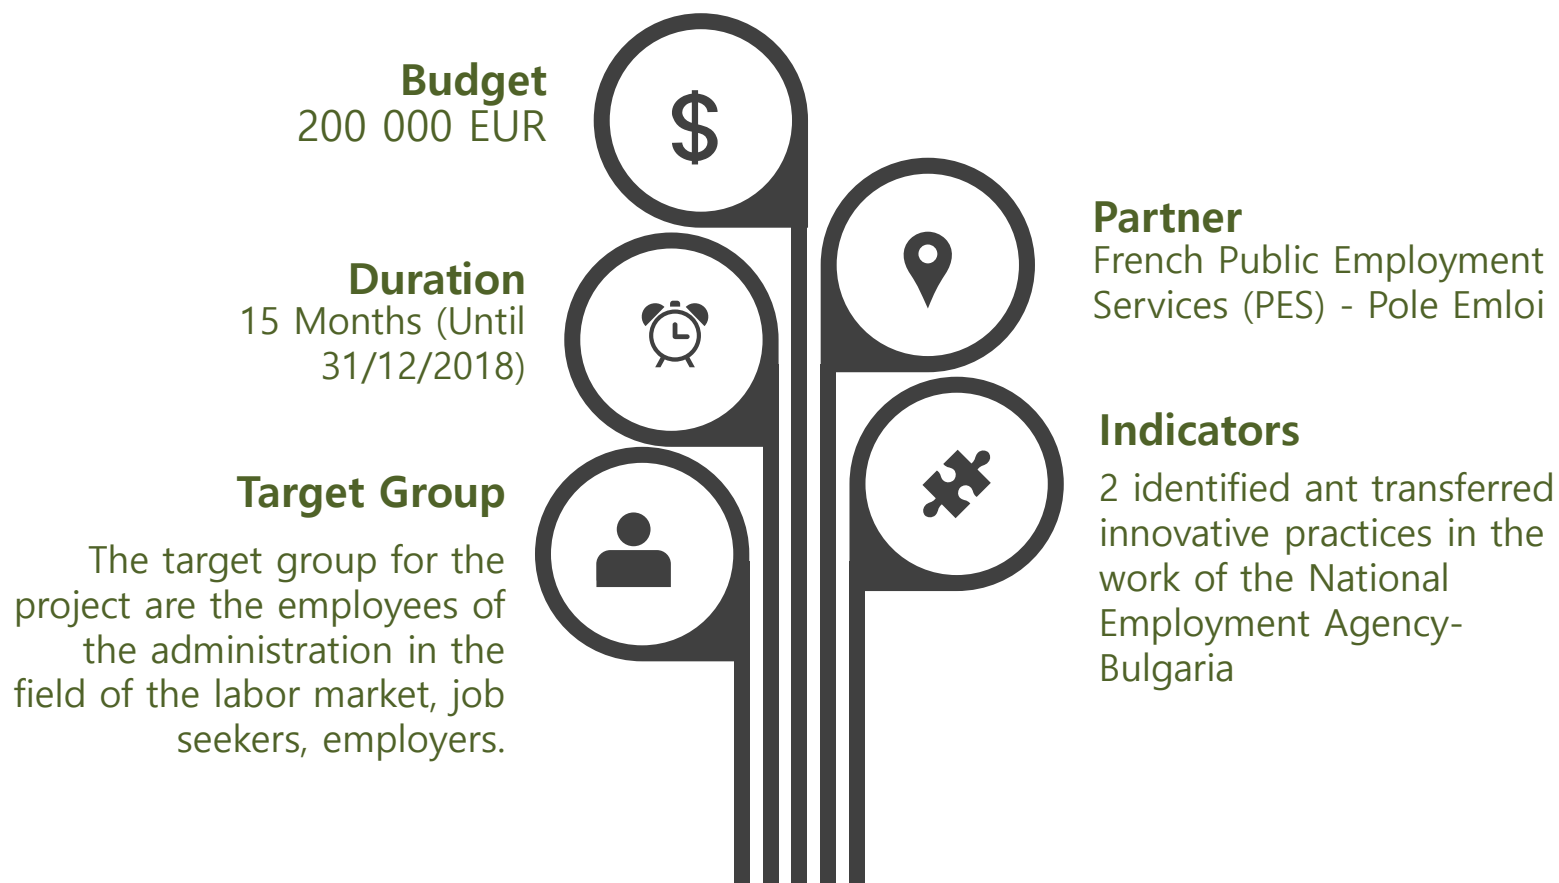 Budget
200 000 EUR
Duration
15 Months (Until
31/12/2018)
Target Group
The target group for the
project are the employees of
the administration in the
field of the labor market, job
seekers, employers.
Partner
French Public Employment
Services (PES) - Pole Emloi
Indicators
2 identified ant transferred
innovative practices in the
work of the National
Employment Agency-
Bulgaria